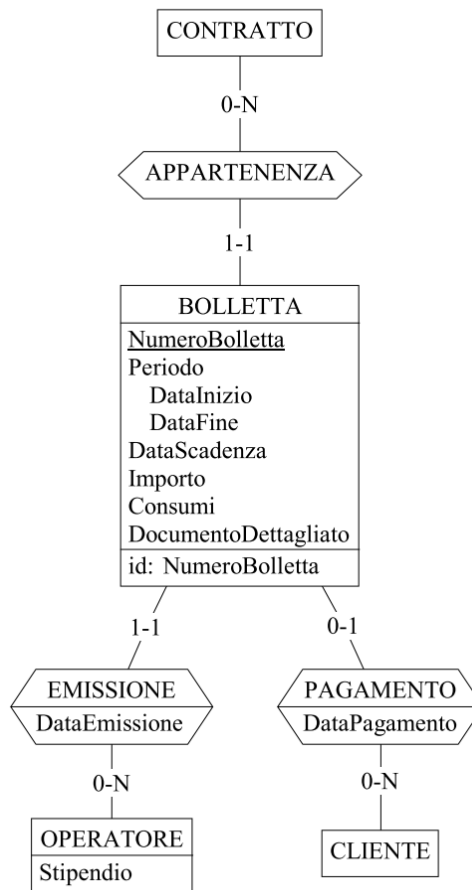 CONTRATTO
0-N
APPARTENENZA
1-1
BOLLETTA
NumeroBolletta
Periodo
DataInizio
DataFine
DataScadenza
Importo
Consumi
DocumentoDettagliato
id: NumeroBolletta
1-1
0-1
EMISSIONE
DataEmissione
PAGAMENTO
DataPagamento
0-N
0-N
OPERATORE
Stipendio
CLIENTE